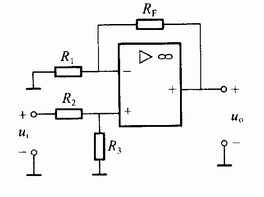 R_F
R_1
▷ ∞
−
+
+
+
R_2
+
u_i
u_o
R_3
−
−